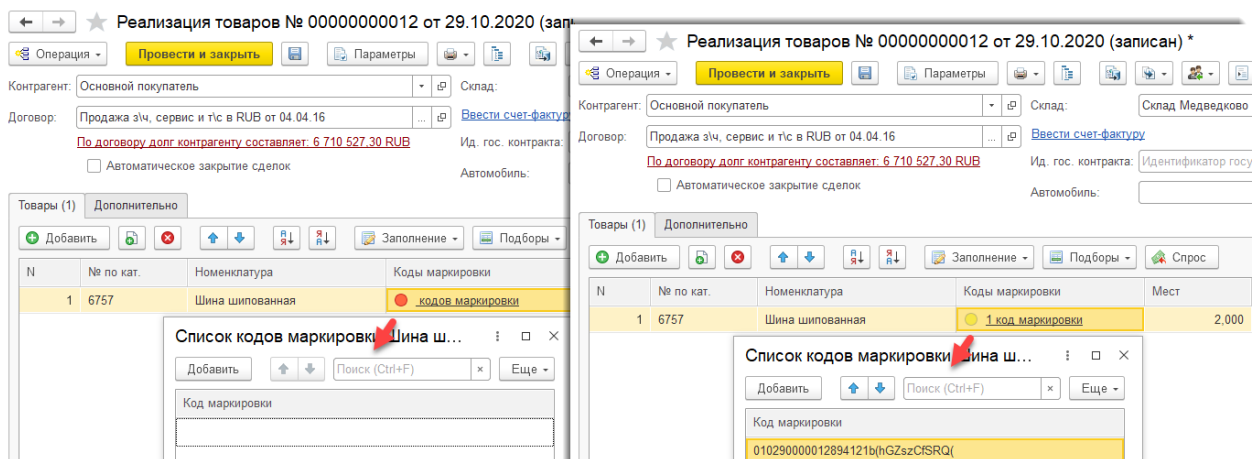 Реализация товаров № 00000000012 от 29.10.2020 (запи
Операция
Провести и закрыть
Параметры
Контрагент: Основной покупатель
Склад:
Договор: Продажа з\ч, сервис и т\с в RUB от 04.04.16 ...
Ввести счет-фактур
По договору долг контрагенту составляет: 6 710 527,30 RUB
Ид. гос. контракта:
Автоматическое закрытие сделок
Автомобиль:
Товары (1) Дополнительно
Добавить
Заполнение
Подборы
N № по кат. Номенклатура Коды маркировки
1 6757 Шина шипованная кодов маркировки
Список кодов маркировки Шина ш...
Добавить
Поиск (Ctrl+F) ×
Еще
Код маркировки
Реализация товаров № 00000000012 от 29.10.2020 (записан) *
Операция
Провести и закрыть
Параметры
Контрагент: Основной покупатель
Склад: Склад Медведково
Договор: Продажа з\ч, сервис и т\с в RUB от 04.04.16 ...
Ввести счет-фактуру
По договору долг контрагенту составляет: 6 710 527,30 RUB
Ид. гос. контракта: Идентификатор госу
Автоматическое закрытие сделок
Автомобиль:
Товары (1) Дополнительно
Добавить
Заполнение
Подборы
Спрос
N № по кат. Номенклатура Коды маркировки Мест
1 6757 Шина шипованная 1 код маркировки 2,000
Список кодов маркировки Шина ш...
Добавить
Поиск (Ctrl+F) ×
Еще
Код маркировки
010290000012894121b(hGZszCfSRQ(